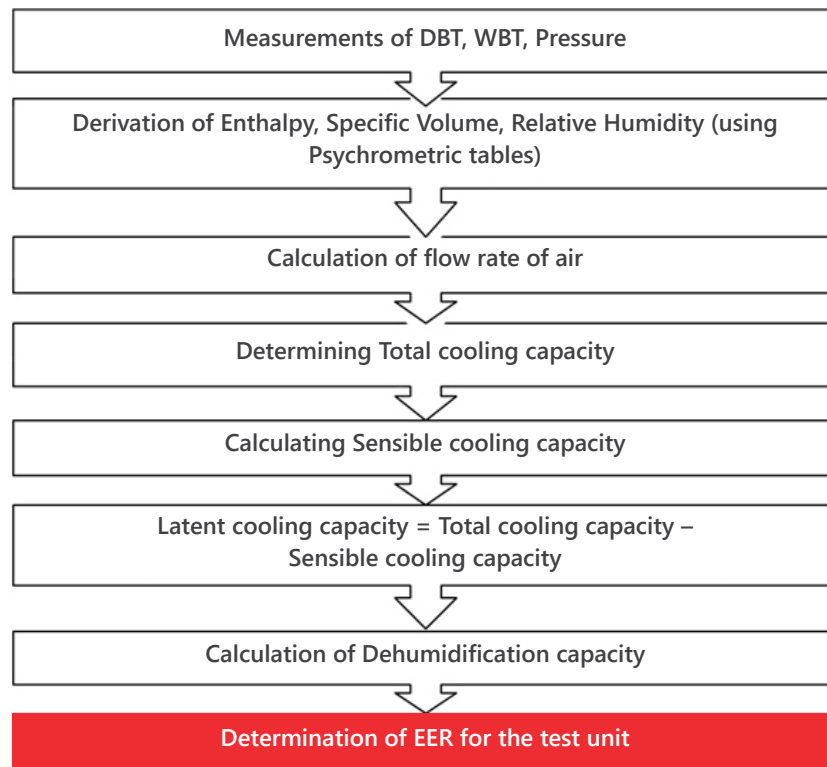 Measurements of DBT, WBT, Pressure
Derivation of Enthalpy, Specific Volume, Relative Humidity (using
Psychrometric tables)
Calculation of flow rate of air
Determining Total cooling capacity
Calculating Sensible cooling capacity
Latent cooling capacity = Total cooling capacity –
Sensible cooling capacity
Calculation of Dehumidification capacity
Determination of EER for the test unit